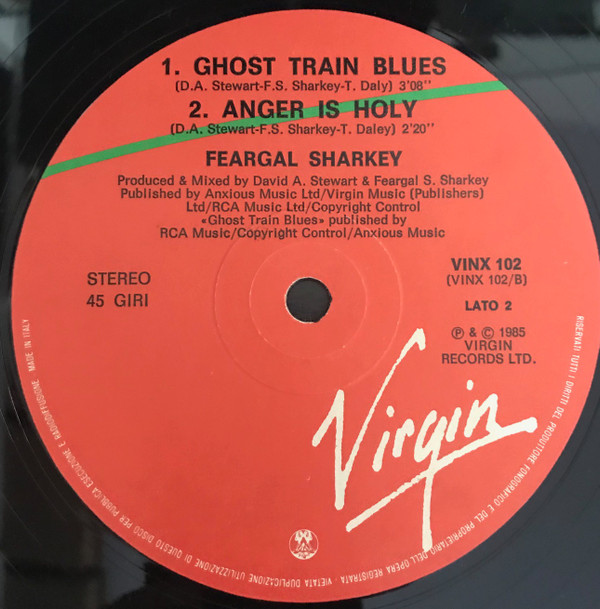 1. GHOST TRAIN BLUES
(D.A. Stewart-F.S. Sharkey-T. Daly) 3'08''
2. ANGER IS HOLY
(D.A. Stewart-F.S. Sharkey-T. Daley) 2'20''
FEARGAL SHARKEY
Produced & Mixed by David A. Stewart & Feargal S. Sharkey
Published by Anxious Music Ltd/Virgin Music (Publishers)
Ltd/RCA Music Ltd/Copyright Control
«Ghost Train Blues» published by
RCA Music/Copyright Control/Anxious Music
STEREO
45 GIRI
VINX 102
(VINX 102/B)
LATO 2
℗ & © 1985
VIRGIN
RECORDS LTD.
Virgin
RISERVATI TUTTI I DIRITTI DEL PRODUTTORE FONOGRAFICO E DEL PROPRIETARIO DELL'OPERA REGISTRATA · VIETATA DUPLICAZIONE UTILIZZAZIONE DI QUESTO DISCO PER PUBBLICA ESECUZIONE E RADIODIFFUSIONE · MADE IN ITALY